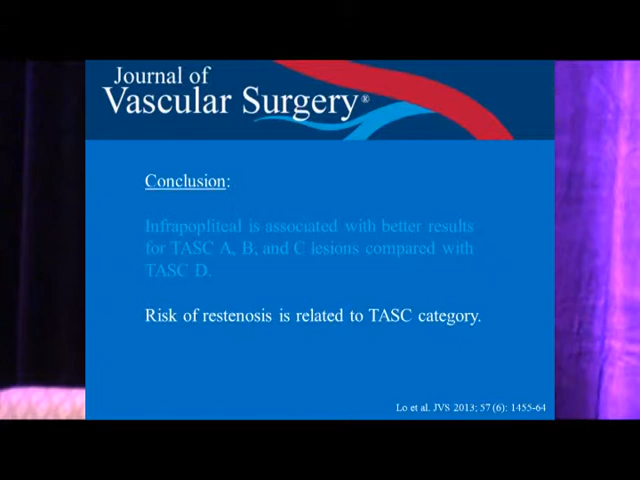 Journal of
Vascular Surgery®
Conclusion:
Infrapopliteal is associated with better results
for TASC A, B, and C lesions compared with
TASC D.
Risk of restenosis is related to TASC category.
Lo et al. JVS 2013; 57 (6): 1455-64